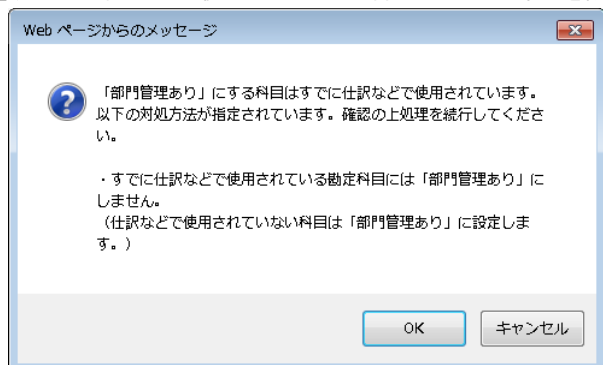 Web ページからのメッセージ
「部門管理あり」にする科目はすでに仕訳などで使用されています。
以下の対処方法が指定されています。確認の上処理を続行してくださ
い。
・すでに仕訳などで使用されている勘定科目には「部門管理あり」に
しません。
（仕訳などで使用されていない科目は「部門管理あり」に設定しま
す。）
OK
キャンセル